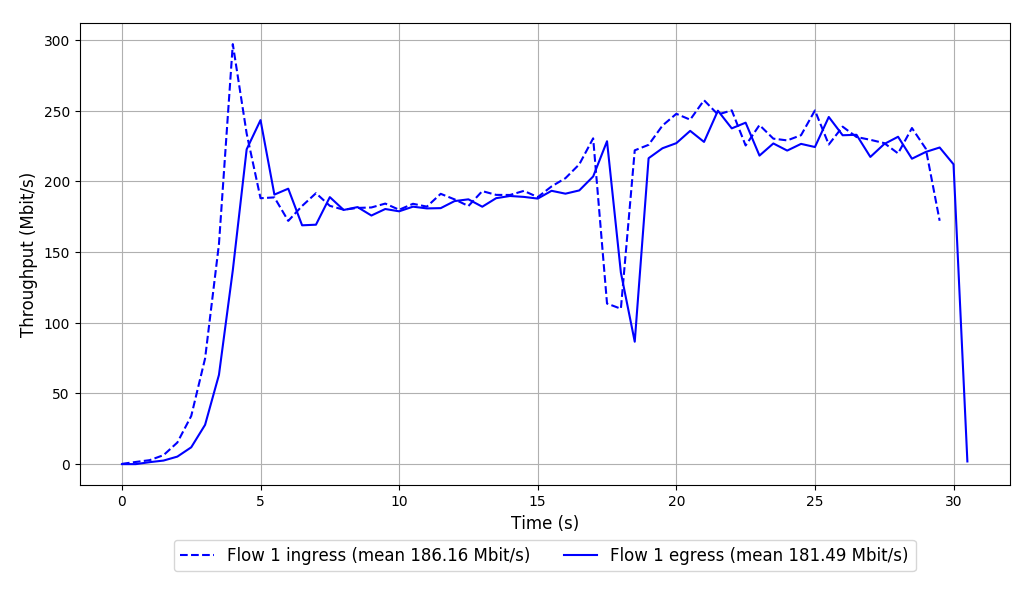 300
250
200
150
100
50
0
Throughput (Mbit/s)
0 5 10 15 20 25 30
Time (s)
Flow 1 ingress (mean 186.16 Mbit/s) Flow 1 egress (mean 181.49 Mbit/s)